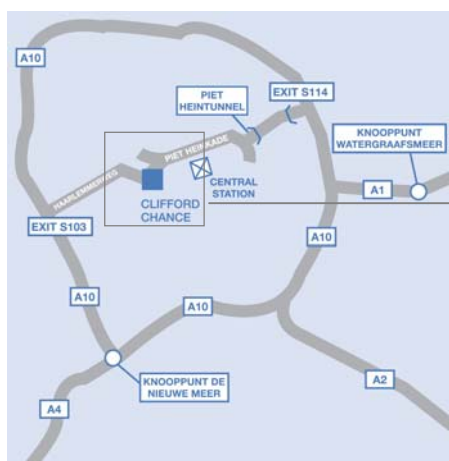 A10
A10
PIET
HEINTUNNEL
EXIT S114
KNOOPPUNT
WATERGRAAFSMEER
PIET HEINKADE
HAARLEMMERWEG
CENTRAL
STATION
A1
CLIFFORD
CHANCE
EXIT S103
A10
A10
A10
KNOOPPUNT DE
NIEUWE MEER
A2
A4